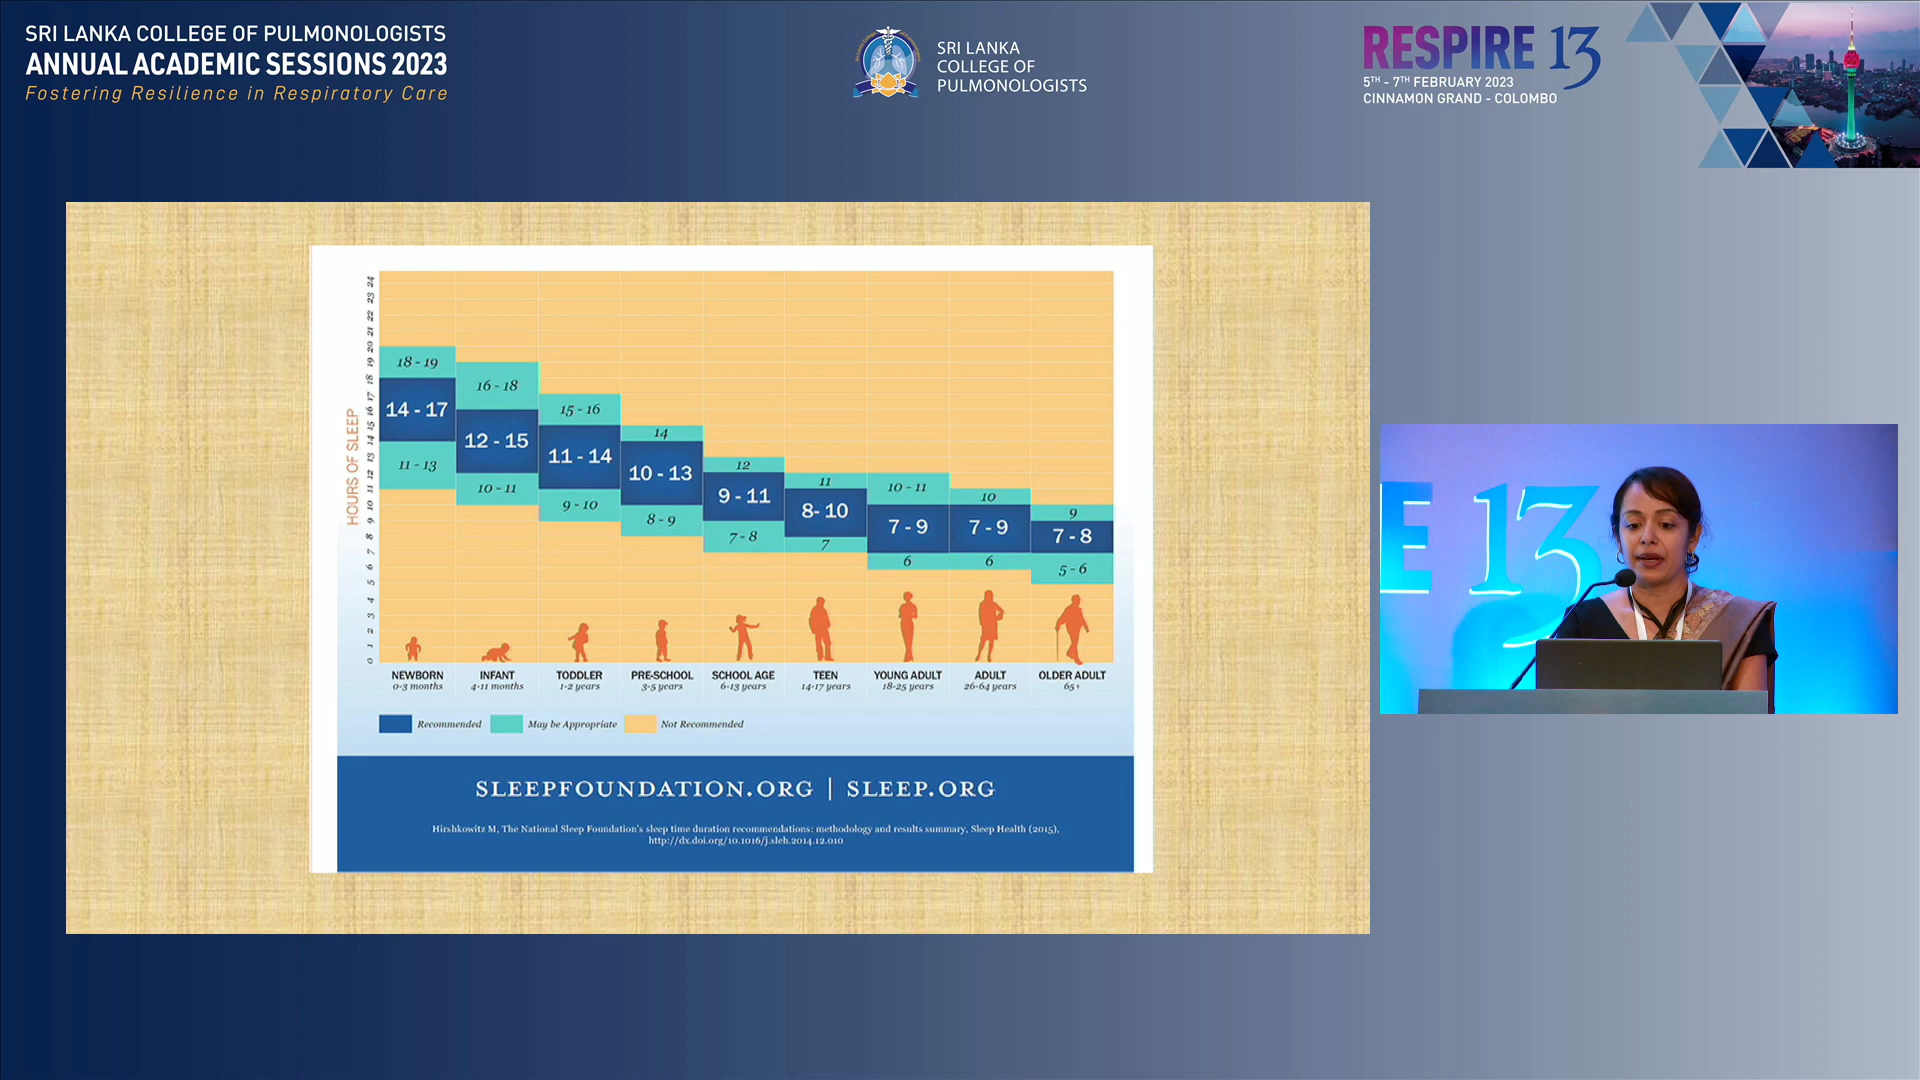 SRI LANKA COLLEGE OF PULMONOLOGISTS
ANNUAL ACADEMIC SESSIONS 2023
Fostering Resilience in Respiratory Care
SRI LANKA
COLLEGE OF
PULMONOLOGISTS
RESPIRE 13
5TH - 7TH FEBRUARY 2023
CINNAMON GRAND - COLOMBO
HOURS OF SLEEP
24
23
22
21
20
19
18
17
16
15
14
13
12
11
10
9
8
7
6
5
4
3
2
1
0
18 - 19
14 - 17
11 - 13
16 - 18
12 - 15
10 - 11
15 - 16
11 - 14
9 - 10
14
10 - 13
8 - 9
12
9 - 11
7 - 8
11
8- 10
7
10 - 11
7 - 9
6
10
7 - 9
6
9
7 - 8
5 - 6
NEWBORN
0-3 months
INFANT
4-11 months
TODDLER
1-2 years
PRE-SCHOOL
3-5 years
SCHOOL AGE
6-13 years
TEEN
14-17 years
YOUNG ADULT
18-25 years
ADULT
26-64 years
OLDER ADULT
65+
Recommended May be Appropriate Not Recommended
SLEEPFOUNDATION.ORG | SLEEP.ORG
Hirshkowitz M, The National Sleep Foundation's sleep time duration recommendations: methodology and results summary, Sleep Health (2015),
http://dx.doi.org/10.1016/j.sleh.2014.12.010
E 13